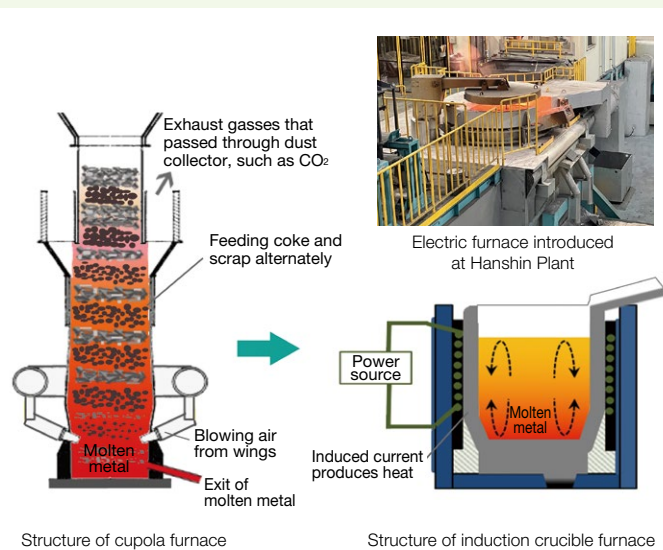 Exhaust gasses that
passed through dust
collector, such as CO2
Feeding coke and
scrap alternately
Molten
metal
Blowing air
from wings
Exit of
molten metal
Structure of cupola furnace
Electric furnace introduced
at Hanshin Plant
Power
source
Molten
metal
Induced current
produces heat
Structure of induction crucible furnace